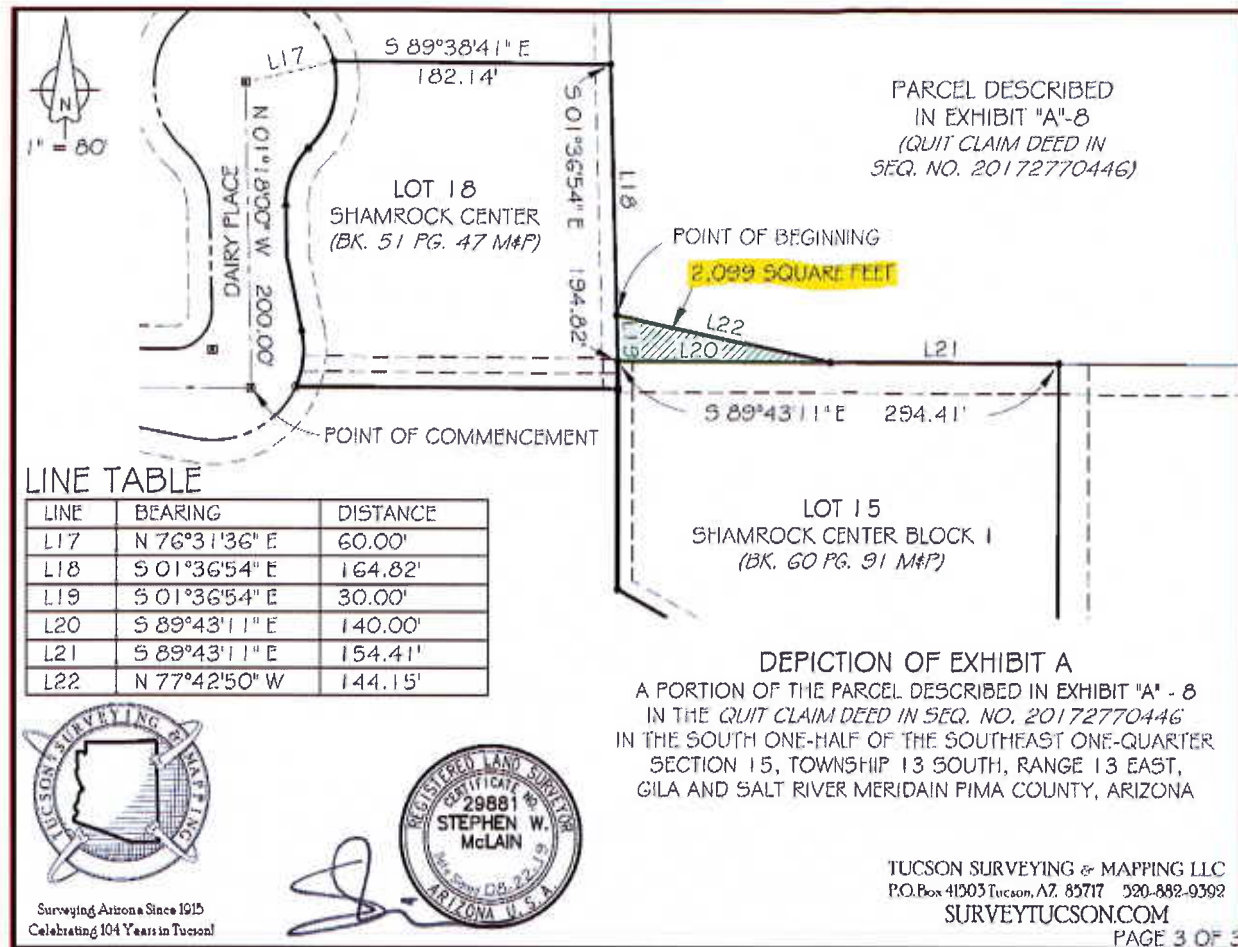 N
1" = 80'
L17
S 89°38'41" E
182.14'
S 01°36'54" E 194.82'
L18
PARCEL DESCRIBED
IN EXHIBIT "A"-8
(QUIT CLAIM DEED IN
SEQ. NO. 20172770446)
DAIRY PLACE
N 01°18'00" W 200.00'
LOT 18
SHAMROCK CENTER
(BK. 51 PG. 47 M&P)
POINT OF BEGINNING
2,099 SQUARE FEET
L19
L20
L22
L21
S 89°43'11" E 294.41'
POINT OF COMMENCEMENT
LOT 15
SHAMROCK CENTER BLOCK 1
(BK. 60 PG. 91 M&P)
LINE TABLE
LINE BEARING DISTANCE
L17 N 76°31'36" E 60.00'
L18 S 01°36'54" E 164.82'
L19 S 01°36'54" E 30.00'
L20 S 89°43'11" E 140.00'
L21 S 89°43'11" E 154.41'
L22 N 77°42'50" W 144.15'
DEPICTION OF EXHIBIT A
A PORTION OF THE PARCEL DESCRIBED IN EXHIBIT "A" - 8
IN THE QUIT CLAIM DEED IN SEQ. NO. 20172770446
IN THE SOUTH ONE-HALF OF THE SOUTHEAST ONE-QUARTER
SECTION 15, TOWNSHIP 13 SOUTH, RANGE 13 EAST,
GILA AND SALT RIVER MERIDAIN PIMA COUNTY, ARIZONA
TUCSON SURVEYING & MAPPING
Surveying Arizona Since 1915
Celebrating 104 Years in Tucson!
REGISTERED LAND SURVEYOR
CERTIFICATE NO.
29881
STEPHEN W.
McLAIN
08.22.19
ARIZONA U.S.A.
TUCSON SURVEYING & MAPPING LLC
P.O.Box 41503 Tucson, AZ. 85717 520-882-9392
SURVEYTUCSON.COM
PAGE 3 OF 3